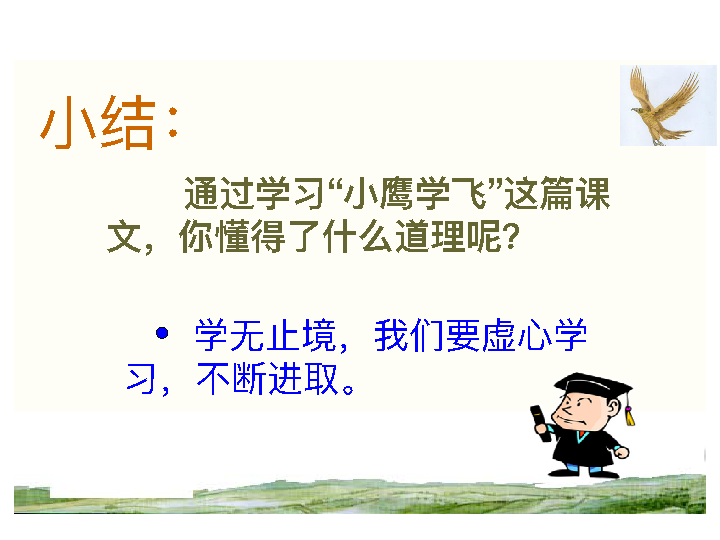 小结：
通过学习“小鹰学飞”这篇课
文，你懂得了什么道理呢？
• 学无止境，我们要虚心学
习，不断进取。